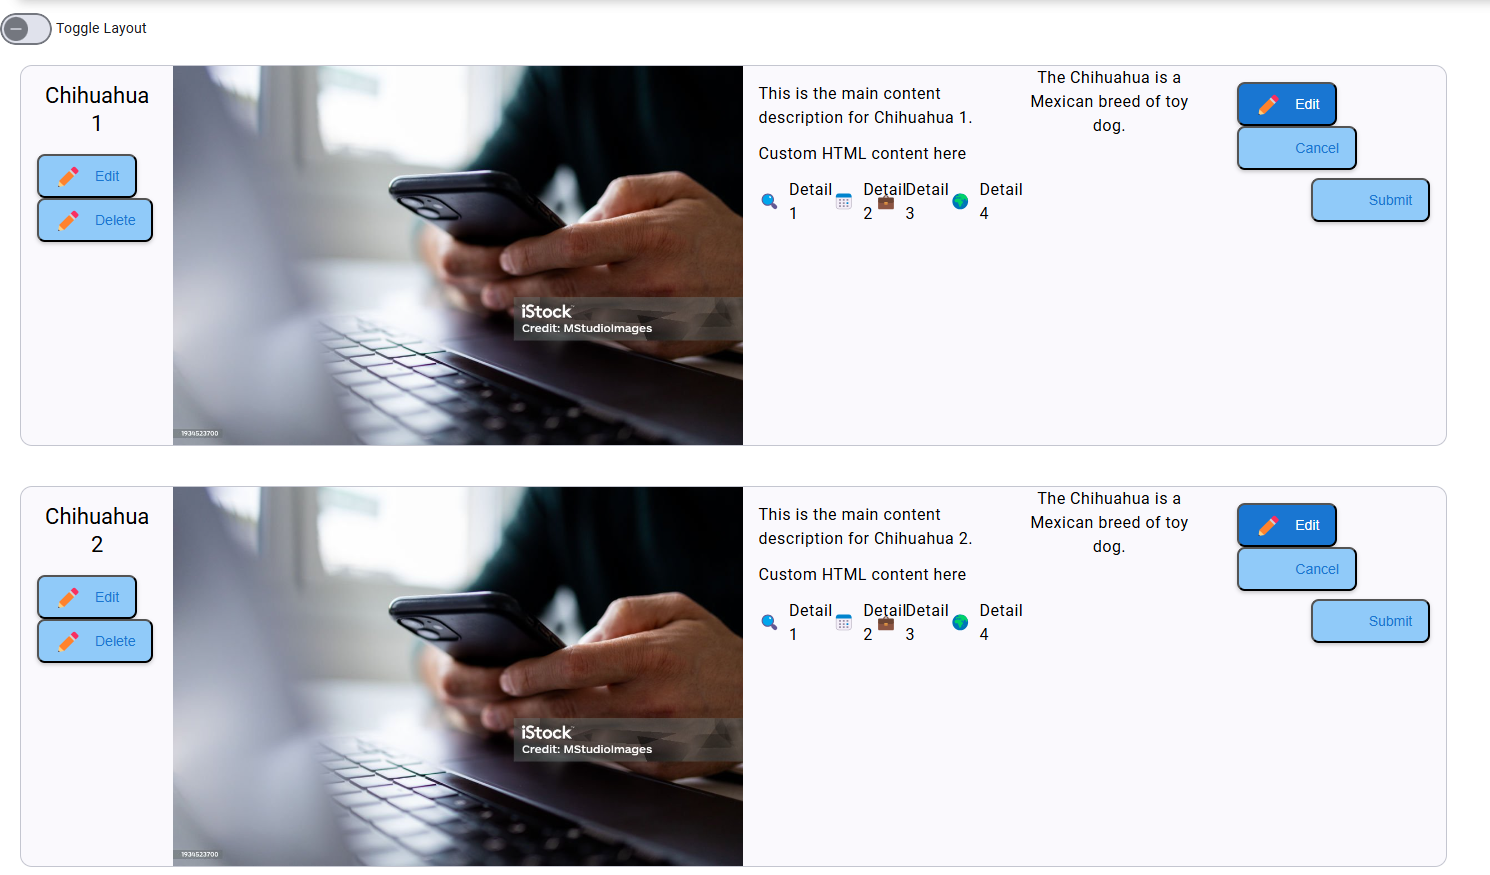 Toggle Layout
Chihuahua
1
Edit
Delete
iStock
Credit: MStudioImages
1934523700
This is the main content
description for Chihuahua 1.
Custom HTML content here
Detail
1
Detail
2
Detail
3
Detail
4
The Chihuahua is a
Mexican breed of toy
dog.
Edit
Cancel
Submit
Chihuahua
2
Edit
Delete
iStock
Credit: MStudioImages
1934523700
This is the main content
description for Chihuahua 2.
Custom HTML content here
Detail
1
Detail
2
Detail
3
Detail
4
The Chihuahua is a
Mexican breed of toy
dog.
Edit
Cancel
Submit